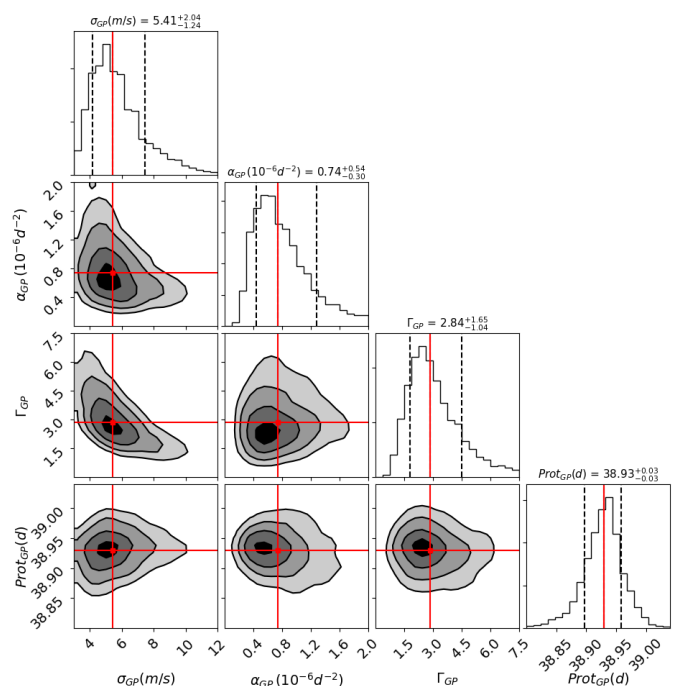 σGP(m/s) = 5.41+2.04−1.24
αGP(10−6d−2) = 0.74+0.54−0.30
2.0
1.6
1.2
0.8
0.4
αGP(10−6d−2)
ΓGP = 2.84+1.65−1.04
7.5
6.0
4.5
3.0
1.5
ΓGP
ProtGP(d) = 38.93+0.03−0.03
39.00
38.95
38.90
38.85
ProtGP(d)
4 6 8 10 12
0.4 0.8 1.2 1.6 2.0
1.5 3.0 4.5 6.0 7.5
38.85 38.90 38.95 39.00
σGP(m/s) αGP(10−6d−2) ΓGP ProtGP(d)